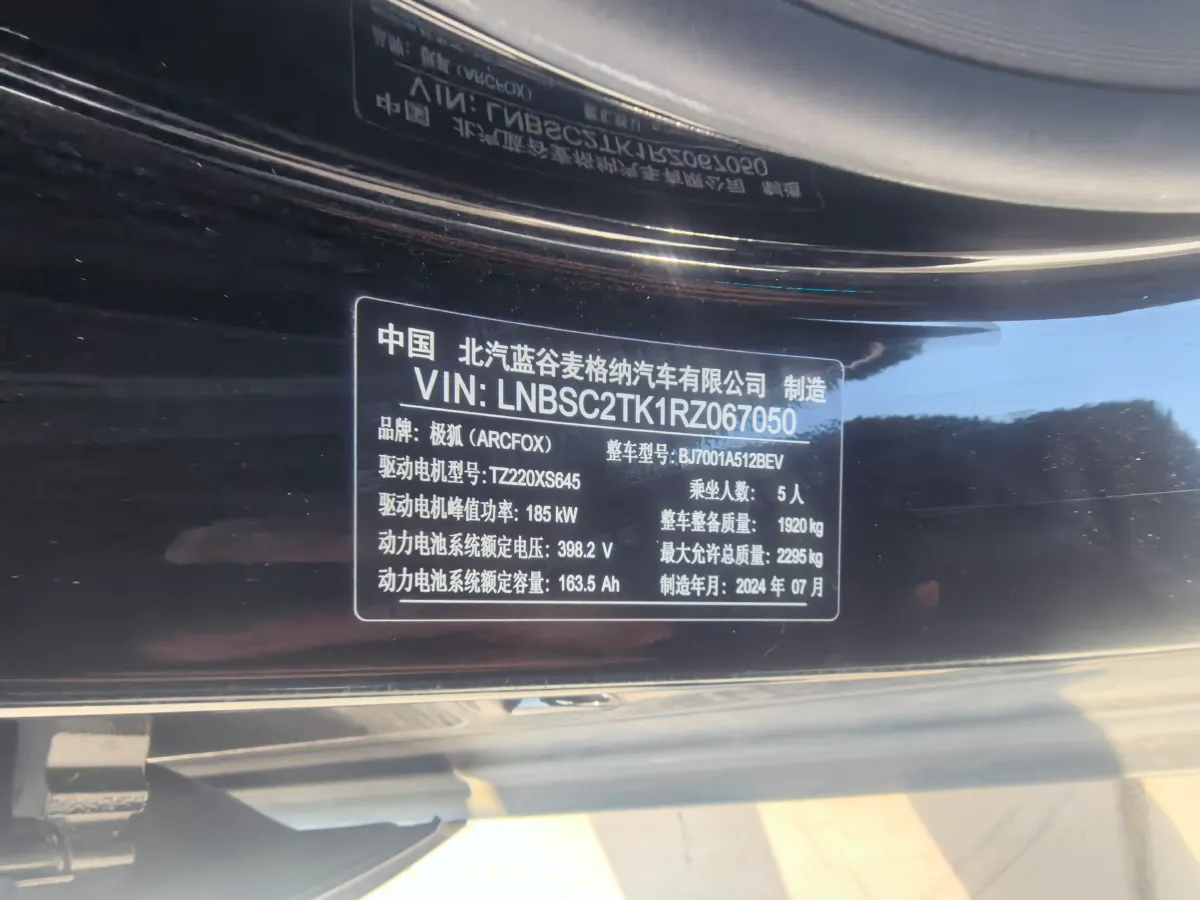 中国 北汽蓝谷麦格纳汽车有限公司 制造
VIN: LNBSC2TK1RZ067050
品牌: 极狐 (ARCFOX) 整车型号: BJ7001A512BEV
驱动电机型号: TZ220XS645 乘坐人数: 5 人
驱动电机峰值功率: 185 kW 整车整备质量: 1920 kg
动力电池系统额定电压: 398.2 V 最大允许总质量: 2295 kg
动力电池系统额定容量: 163.5 Ah 制造年月: 2024 年 07 月